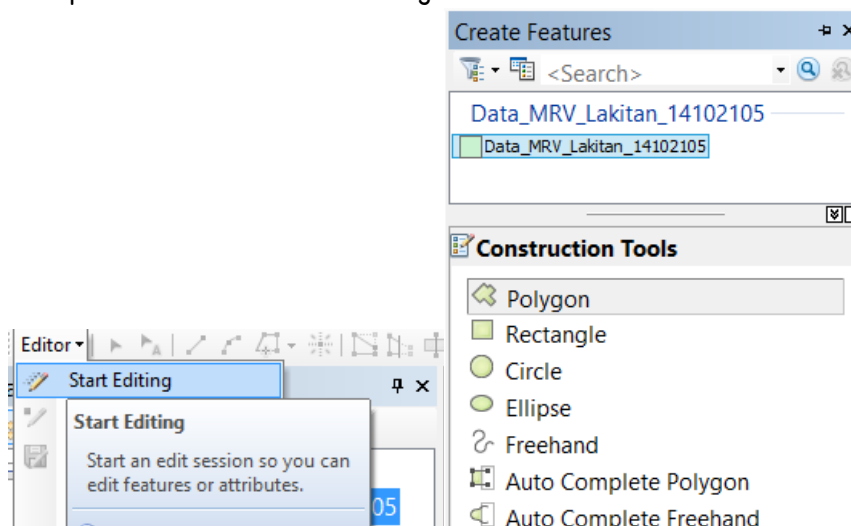 Create Features
<Search>
Data_MRV_Lakitan_14102105
Data_MRV_Lakitan_14102105
Construction Tools
Polygon
Rectangle
Circle
Ellipse
Freehand
Auto Complete Polygon
Auto Complete Freehand
Editor
Start Editing
Start Editing
Start an edit session so you can
edit features or attributes.
05